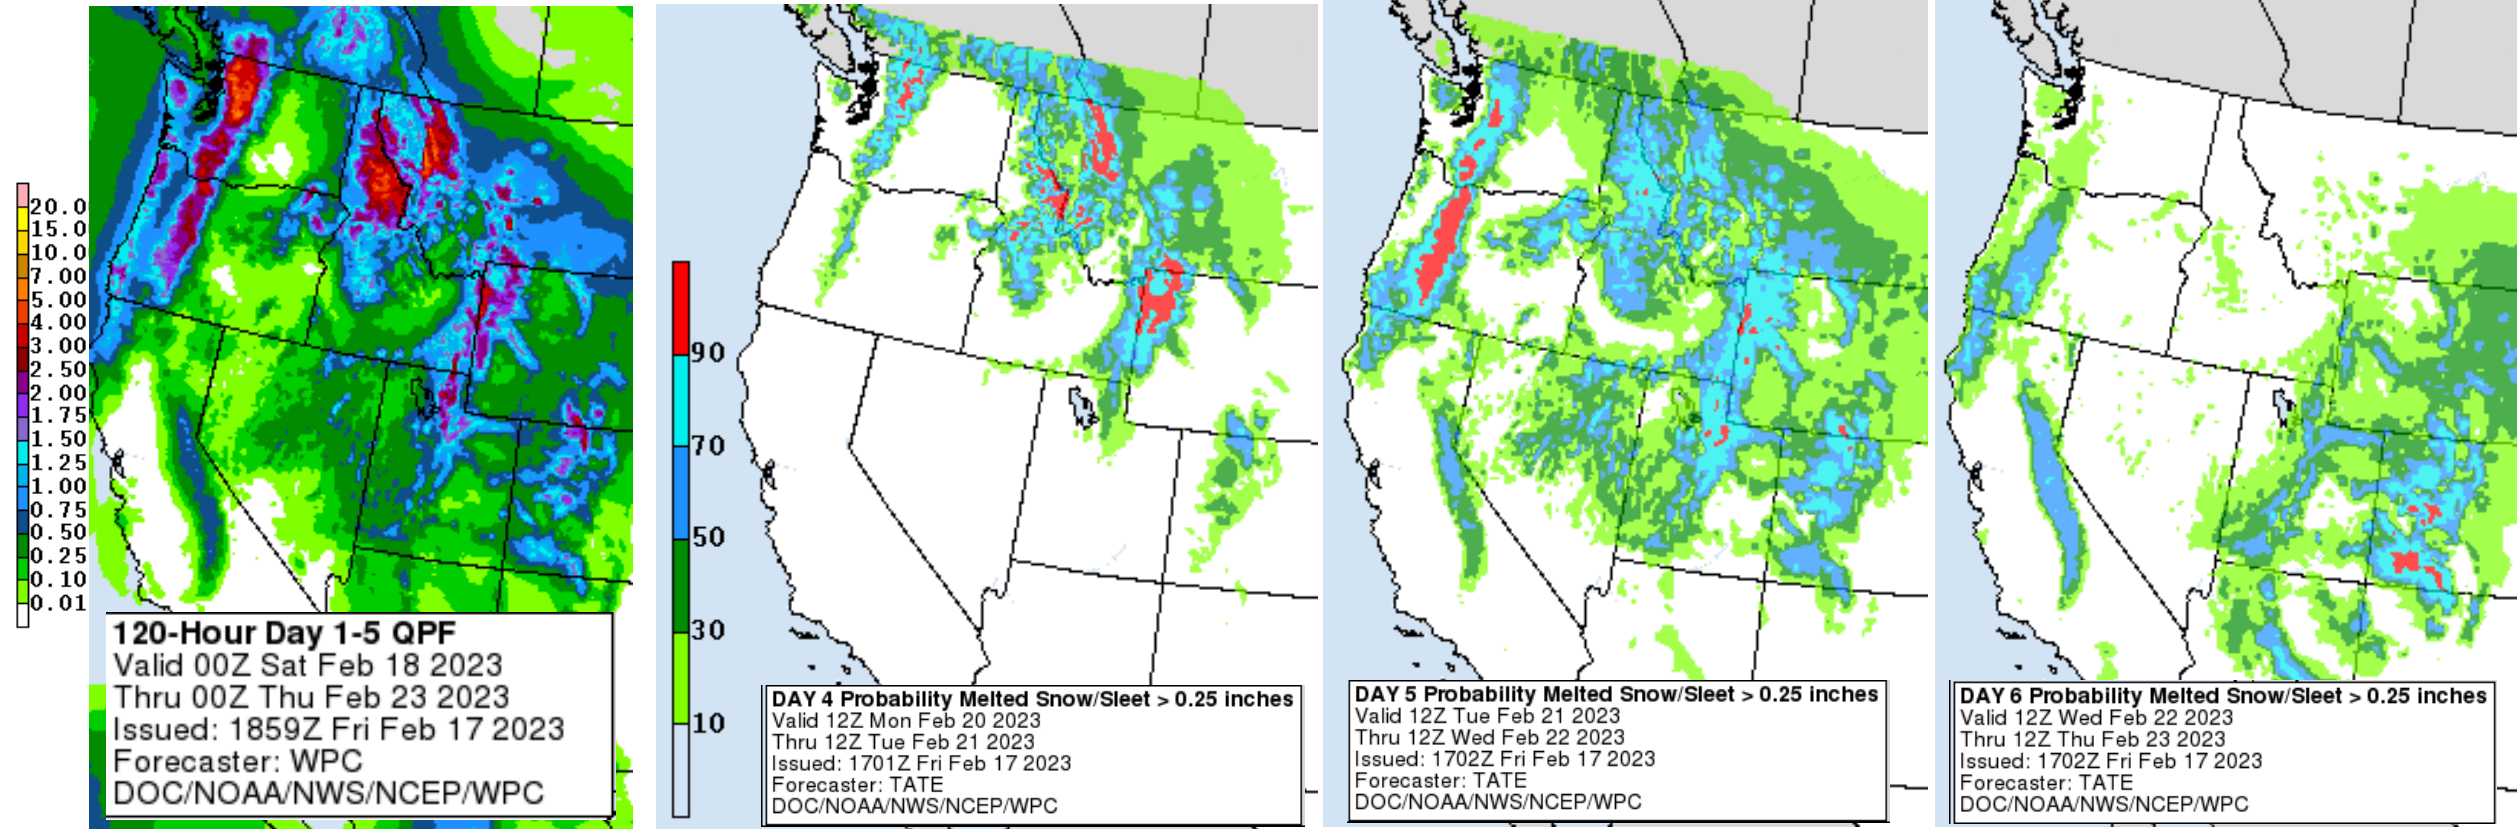 20.0
15.0
10.0
7.00
5.00
4.00
3.00
2.50
2.00
1.75
1.50
1.25
1.00
0.75
0.50
0.25
0.10
0.01
120-Hour Day 1-5 QPF
Valid 00Z Sat Feb 18 2023
Thru 00Z Thu Feb 23 2023
Issued: 1859Z Fri Feb 17 2023
Forecaster: WPC
DOC/NOAA/NWS/NCEP/WPC
90
70
50
30
10
DAY 4 Probability Melted Snow/Sleet > 0.25 inches
Valid 12Z Mon Feb 20 2023
Thru 12Z Tue Feb 21 2023
Issued: 1701Z Fri Feb 17 2023
Forecaster: TATE
DOC/NOAA/NWS/NCEP/WPC
DAY 5 Probability Melted Snow/Sleet > 0.25 inches
Valid 12Z Tue Feb 21 2023
Thru 12Z Wed Feb 22 2023
Issued: 1702Z Fri Feb 17 2023
Forecaster: TATE
DOC/NOAA/NWS/NCEP/WPC
DAY 6 Probability Melted Snow/Sleet > 0.25 inches
Valid 12Z Wed Feb 22 2023
Thru 12Z Thu Feb 23 2023
Issued: 1702Z Fri Feb 17 2023
Forecaster: TATE
DOC/NOAA/NWS/NCEP/WPC